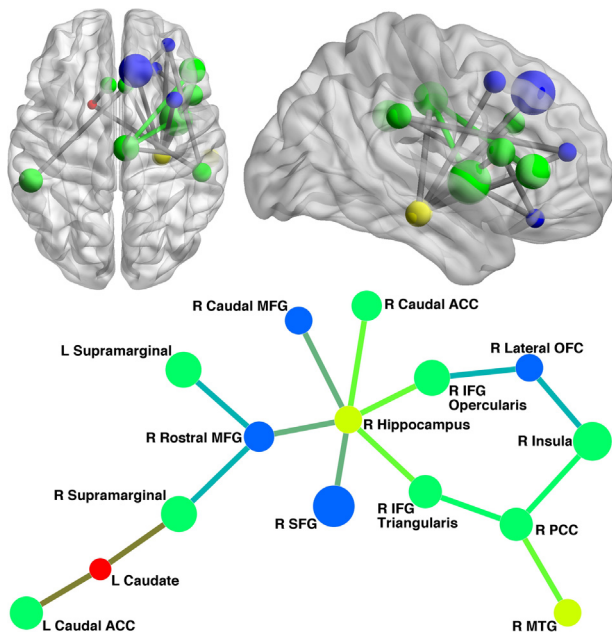 R Caudal MFG
R Caudal ACC
L Supramarginal
R Lateral OFC
R IFG
Opercularis
R Hippocampus
R Rostral MFG
R Insula
R Supramarginal
R SFG
R IFG
Triangularis
R PCC
L Caudate
L Caudal ACC
R MTG